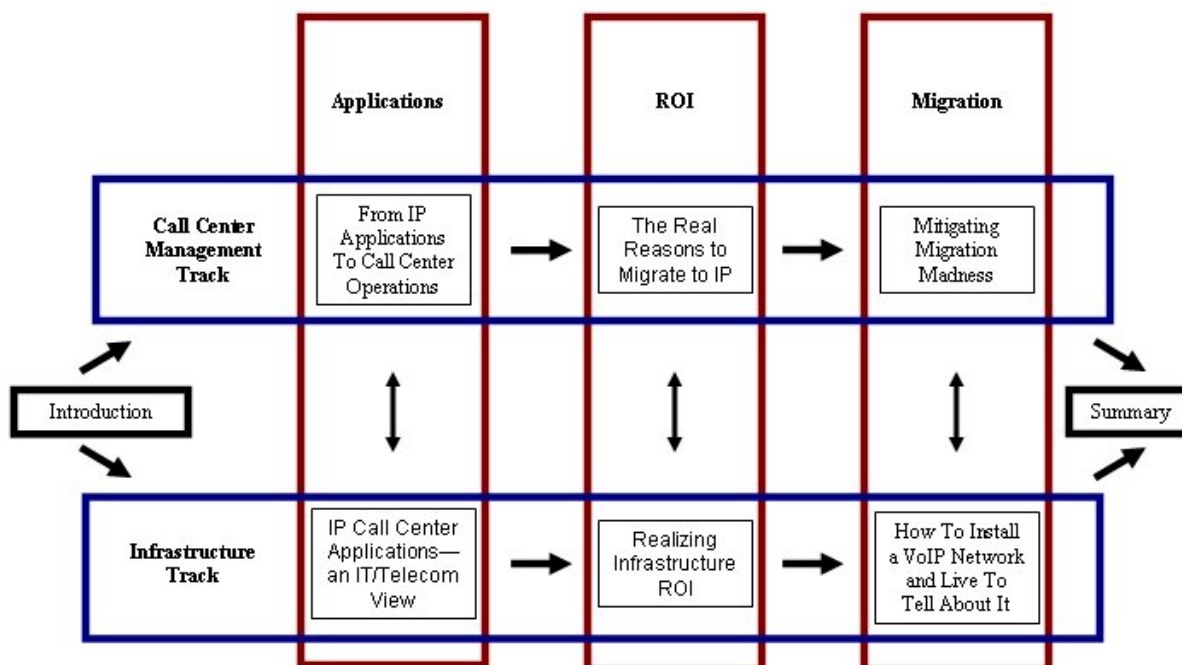 Applications
ROI
Migration
Call Center
Management
Track
From IP
Applications
To Call Center
Operations
The Real
Reasons to
Migrate to IP
Mitigating
Migration
Madness
Introduction
Summary
Infrastructure
Track
IP Call Center
Applications—
an IT/Telecom
View
Realizing
Infrastructure
ROI
How To Install
a VoIP Network
and Live To
Tell About It